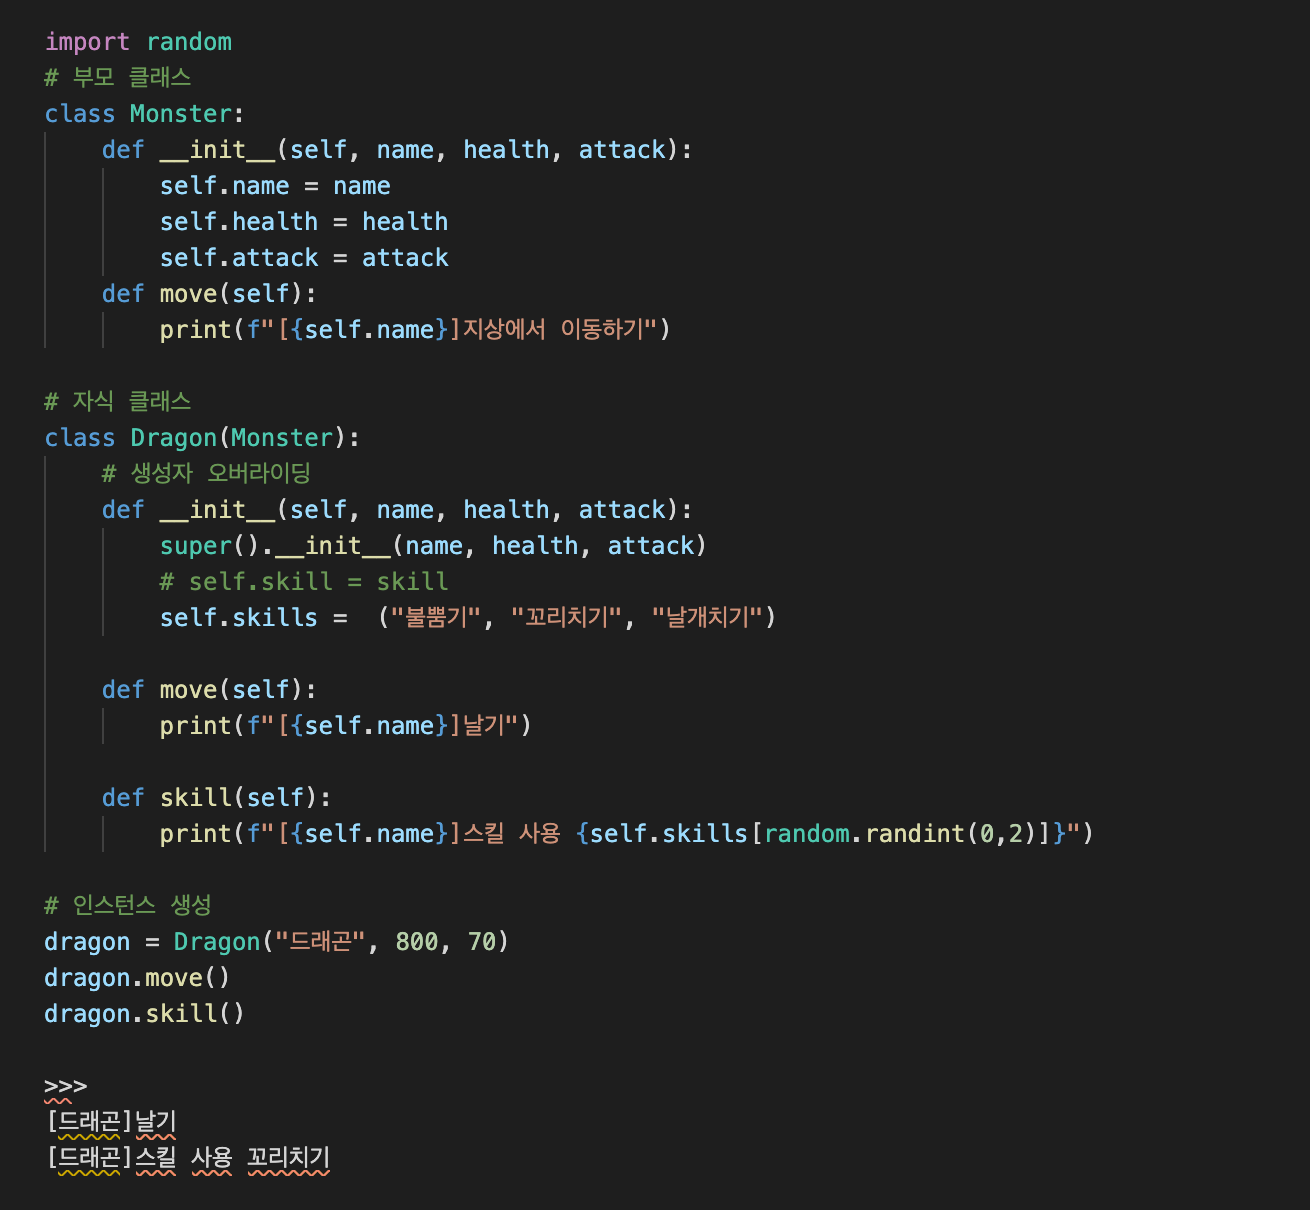 import random
# 부모 클래스
class Monster:
    def __init__(self, name, health, attack):
        self.name = name
        self.health = health
        self.attack = attack
    def move(self):
        print(f"[{self.name}]지상에서 이동하기")
# 자식 클래스
class Dragon(Monster):
    # 생성자 오버라이딩
    def __init__(self, name, health, attack):
        super().__init__(name, health, attack)
        # self.skill = skill
        self.skills =  ("불뿜기", "꼬리치기", "날개치기")
    def move(self):
        print(f"[{self.name}]날기")
    def skill(self):
        print(f"[{self.name}]스킬 사용 {self.skills[random.randint(0,2)]}")
# 인스턴스 생성
dragon = Dragon("드래곤", 800, 70)
dragon.move()
dragon.skill()
>>>
[드래곤]날기
[드래곤]스킬 사용 꼬리치기